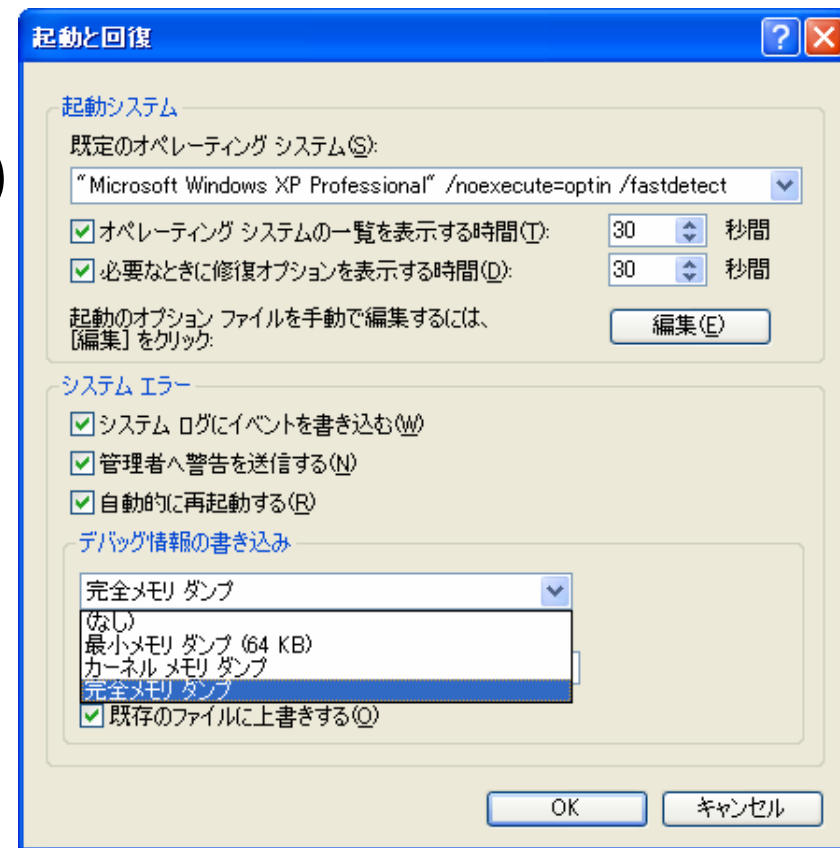 起動と回復
)
起動システム
既定のオペレーティング システム(S):
"Microsoft Windows XP Professional" /noexecute=optin /fastdetect
オペレーティング システムの一覧を表示する時間(T): 30 秒間
必要なときに修復オプションを表示する時間(D): 30 秒間
起動のオプション ファイルを手動で編集するには、
[編集] をクリック: 編集(E)
システム エラー
システム ログにイベントを書き込む(W)
管理者へ警告を送信する(N)
自動的に再起動する(R)
デバッグ情報の書き込み
完全メモリ ダンプ
(なし)
最小メモリ ダンプ (64 KB)
カーネル メモリ ダンプ
完全メモリ ダンプ
既存のファイルに上書きする(O)
OK キャンセル